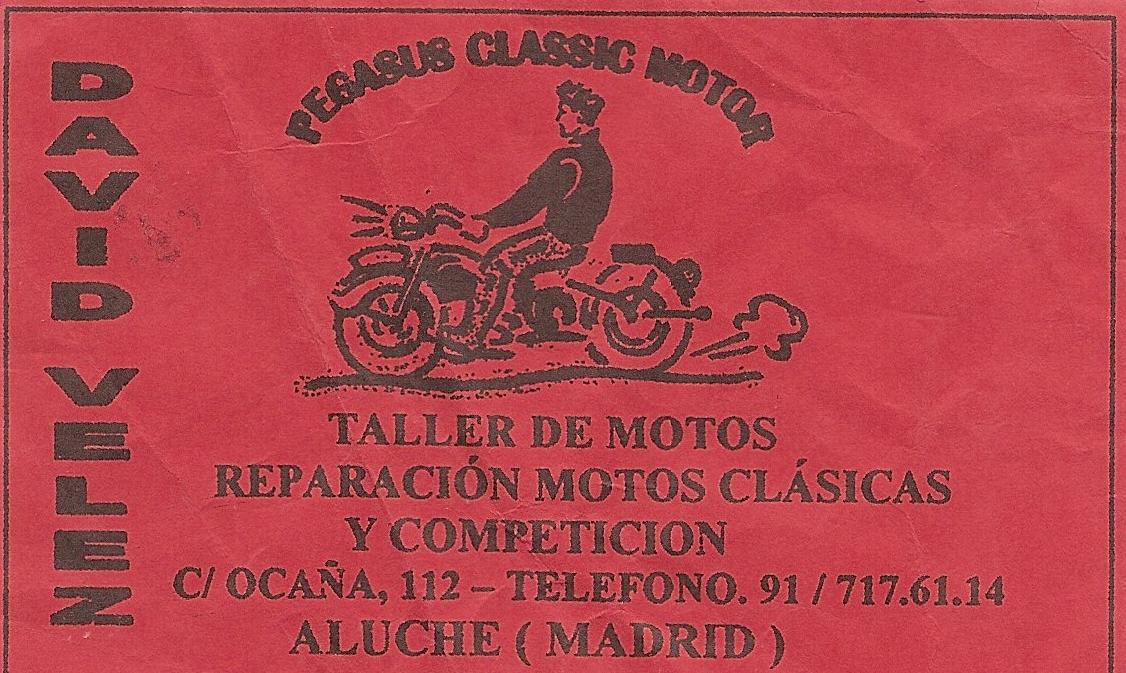 PEGASUS CLASSIC MOTOR
DAVID VELEZ
TALLER DE MOTOS
REPARACIÓN MOTOS CLÁSICAS
Y COMPETICION
C/ OCAÑA, 112 – TELEFONO. 91 / 717.61.14
ALUCHE ( MADRID )